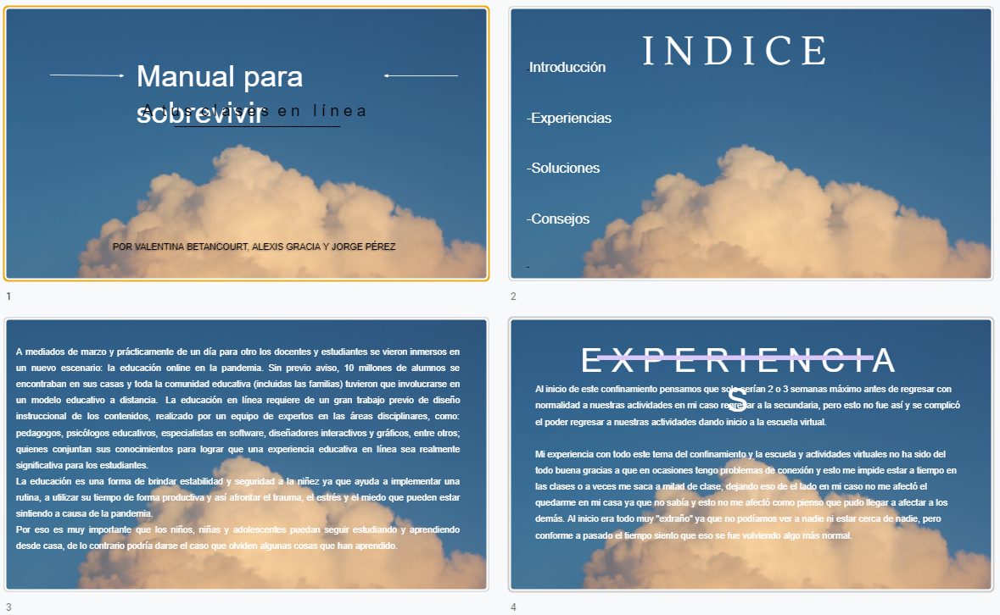 Manual para
sobrevivir
A tus clases en línea
POR VALENTINA BETANCOURT, ALEXIS GRACIA Y JORGE PÉREZ
1
INDICE
-Introducción
-Experiencias
-Soluciones
-Consejos
-
2
A mediados de marzo y prácticamente de un día para otro los docentes y estudiantes se vieron inmersos en
un nuevo escenario: la educación online en la pandemia. Sin previo aviso, 10 millones de alumnos se
encontraban en sus casas y toda la comunidad educativa (incluidas las familias) tuvieron que involucrarse en
un modelo educativo a distancia. La educación en línea requiere de un gran trabajo previo de diseño
instruccional de los contenidos, realizado por un equipo de expertos en las áreas disciplinares, como:
pedagogos, psicólogos educativos, especialistas en software, diseñadores interactivos y gráficos, entre otros;
quienes conjuntan sus conocimientos para lograr que una experiencia educativa en línea sea realmente
significativa para los estudiantes.
La educación es una forma de brindar estabilidad y seguridad a la niñez ya que ayuda a implementar una
rutina, a utilizar su tiempo de forma productiva y así afrontar el trauma, el estrés y el miedo que pueden estar
sintiendo a causa de la pandemia.
Por eso es muy importante que los niños, niñas y adolescentes puedan seguir estudiando y aprendiendo
desde casa, de lo contrario podría darse el caso que olviden algunas cosas que han aprendido.
3
EXPERIENCIA
S
Al inicio de este confinamiento pensamos que solo serían 2 o 3 semanas máximo antes de regresar con
normalidad a nuestras actividades en mi caso regresar a la secundaria, pero esto no fue así y se complicó
el poder regresar a nuestras actividades dando inicio a la escuela virtual.
Mi experiencia con todo este tema del confinamiento y la escuela y actividades virtuales no ha sido del
todo buena gracias a que en ocasiones tengo problemas de conexión y esto me impide estar a tiempo en
las clases o a veces me saca a mitad de clase, dejando eso de el lado en mi caso no me afectó el
quedarme en mi casa ya que no sabía y esto no me afectó como pienso que pudo llegar a afectar a los
demás. Al inicio era todo muy "extraño" ya que no podíamos ver a nadie ni estar cerca de nadie, pero
conforme a pasado el tiempo siento que eso se fue volviendo algo más normal.
4